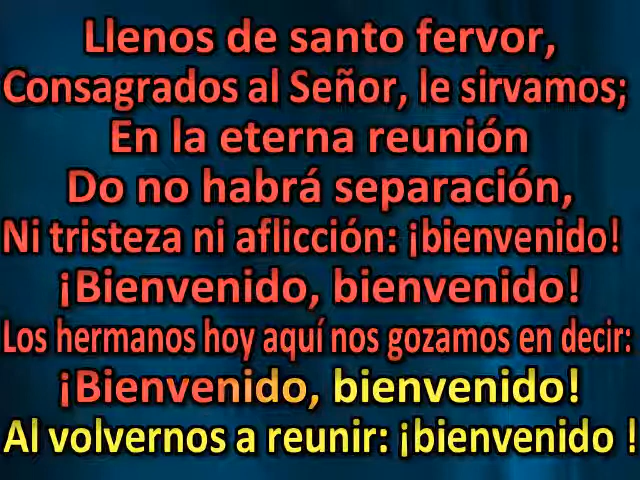 Llenos de santo fervor,
Consagrados al Señor, le sirvamos;
En la eterna reunión
Do no habrá separación,
Ni tristeza ni aflicción: ¡bienvenido!
¡Bienvenido, bienvenido!
Los hermanos hoy aquí nos gozamos en decir:
¡Bienvenido, bienvenido!
Al volvernos a reunir: ¡bienvenido !